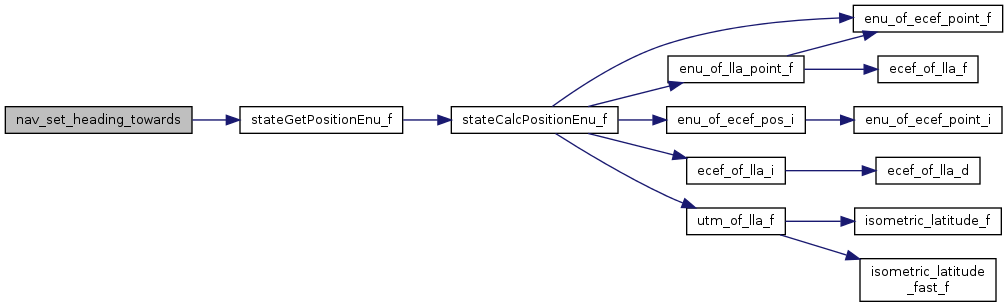 nav_set_heading_towards
stateGetPositionEnu_f
stateCalcPositionEnu_f
enu_of_ecef_point_f
enu_of_lla_point_f
ecef_of_lla_f
enu_of_ecef_pos_i
enu_of_ecef_point_i
ecef_of_lla_i
ecef_of_lla_d
utm_of_lla_f
isometric_latitude_f
isometric_latitude
_fast_f